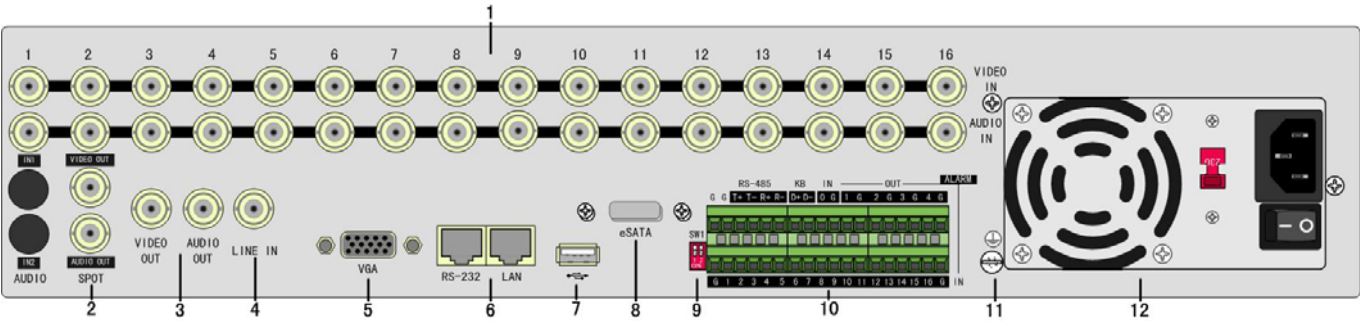 1
1 2 3 4 5 6 7 8 9 10 11 12 13 14 15 16
VIDEO
IN
AUDIO
IN
IN1
IN2
AUDIO
VIDEO OUT
AUDIO OUT
SPOT
VIDEO
OUT
AUDIO
OUT
LINE IN
VGA
RS-232
LAN
eSATA
SW1
ON
RS-485 KB IN OUT ALARM
G G T+ T- R+ R- D+ D- 0 G 1 G 2 G 3 G 4 G
G 1 2 3 4 5 6 7 8 9 10 11 12 13 14 15 16 G IN
2 3 4 5 6 7 8 9 10 11 12